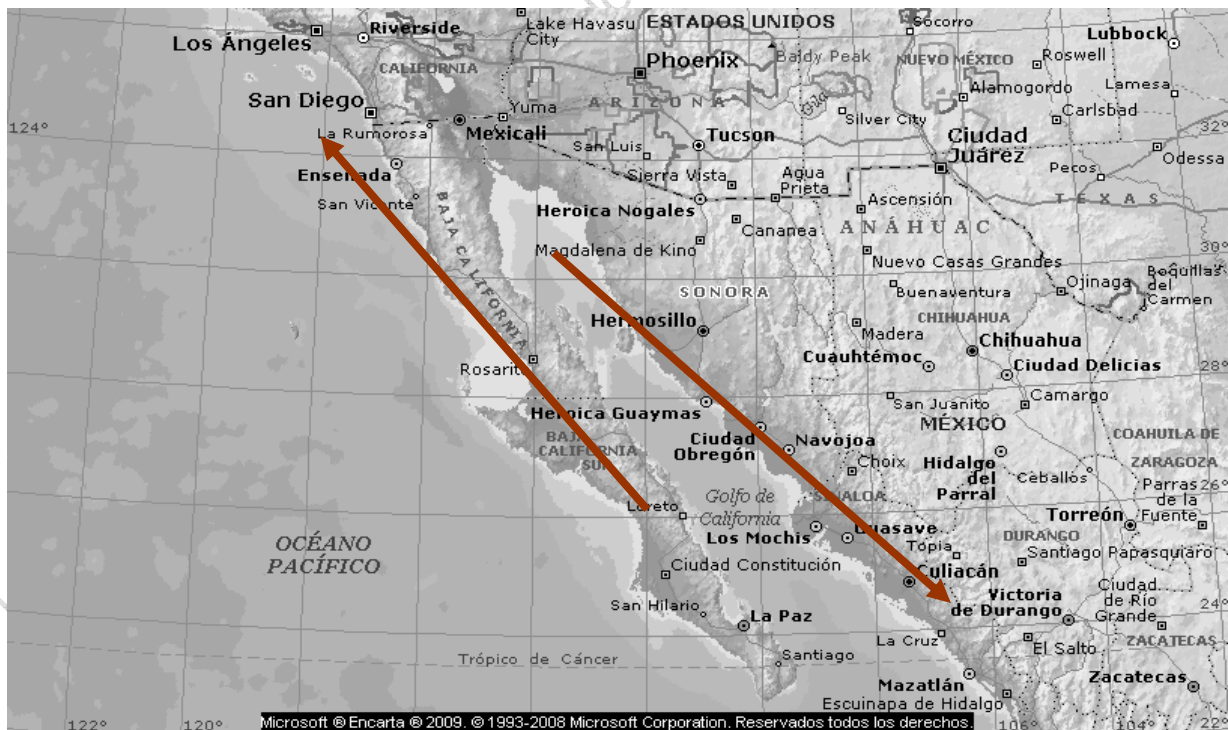 ESTADOS UNIDOS
Lake Havasu
City
Socorro
Riverside
Lubbock
Los Ángeles
Roswell
Phoenix
Baldy Peak
CALIFORNIA
NUEVO MÉXICO
Lamesa
San Diego
Yuma
ARIZONA
Gila
Alamogordo
Carlsbad
Silver City
124°
La Rumorosa
Mexicali
Tucson
Ciudad
Juárez
32°
San Luis
Odessa
Ensenada
Sierra Vista
Agua
Prieta
Pecos
San Vicente
Heroica Nogales
Ascensión
TEXAS
BAJA CALIFORNIA
Cananea
ANÁHUAC
Magdalena de Kino
30°
Nuevo Casas Grandes
Boquillas
del
Carmen
SONORA
Buenaventura
Ojinaga
CHIHUAHUA
Hermosillo
Madera
Chihuahua
Cuauhtémoc
Ciudad Delicias
Rosarito
28°
San Juanito
Camargo
Heroica Guaymas
MÉXICO
BAJA
CALIFORNIA
SUR
Ciudad
Obregón
Navojoa
COAHUILA DE
ZARAGOZA
Choix
Hidalgo
del
Parral
Ceballos
Parras
de la
Fuente
26°
Loreto
Golfo de
California
SINALOA
Torreón
Los Mochis
Guasave
DURANGO
OCÉANO
PACÍFICO
Topia
Santiago Papasquiaro
Ciudad Constitución
Culiacán
Ciudad
de Río
Grande
Victoria
de Durango
24°
San Hilario
La Paz
La Cruz
El Salto
ZACATECAS
Trópico de Cáncer
Santiago
Mazatlán
Zacatecas
Escuinapa de Hidalgo
122°
120°
Microsoft ® Encarta ® 2009. © 1993-2008 Microsoft Corporation. Reservados todos los derechos.
106°
104°
22°